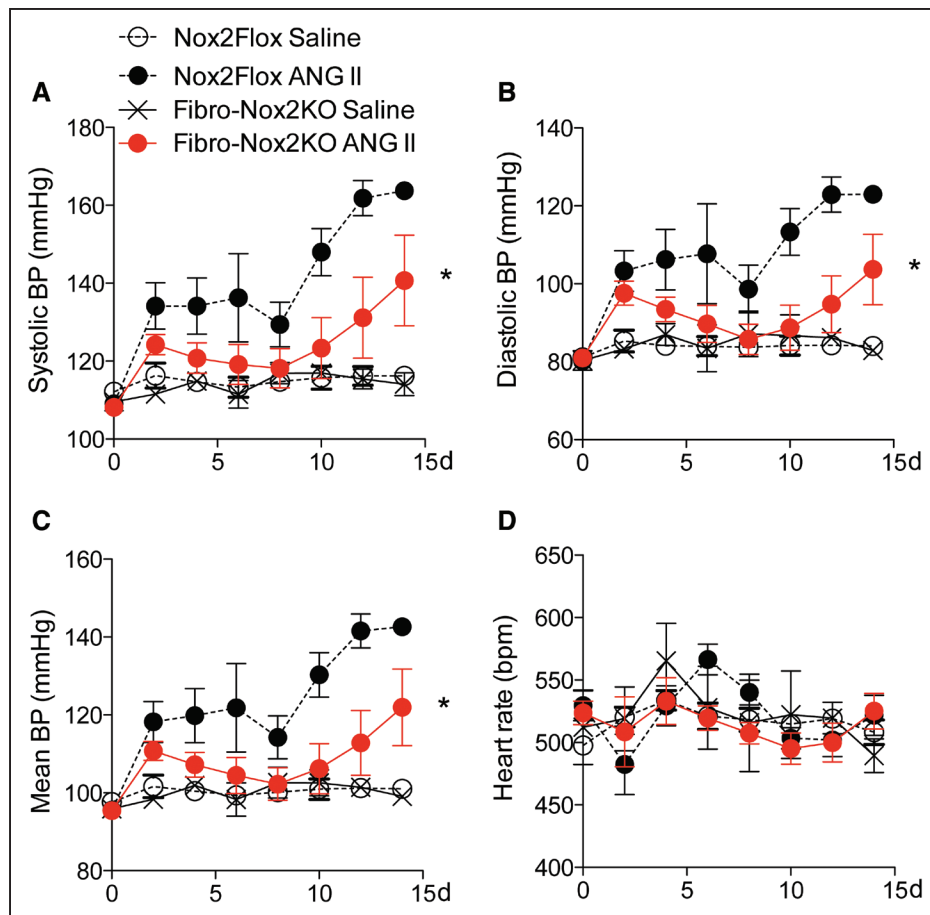 Nox2Flox Saline
Nox2Flox ANG II
Fibro-Nox2KO Saline
Fibro-Nox2KO ANG II
A
Systolic BP (mmHg)
180
160
140
120
100
0 5 10 15d
*
B
Diastolic BP (mmHg)
140
120
100
80
60
0 5 10 15d
*
C
Mean BP (mmHg)
160
140
120
100
80
0 5 10 15d
*
D
Heart rate (bpm)
650
600
550
500
450
400
0 5 10 15d